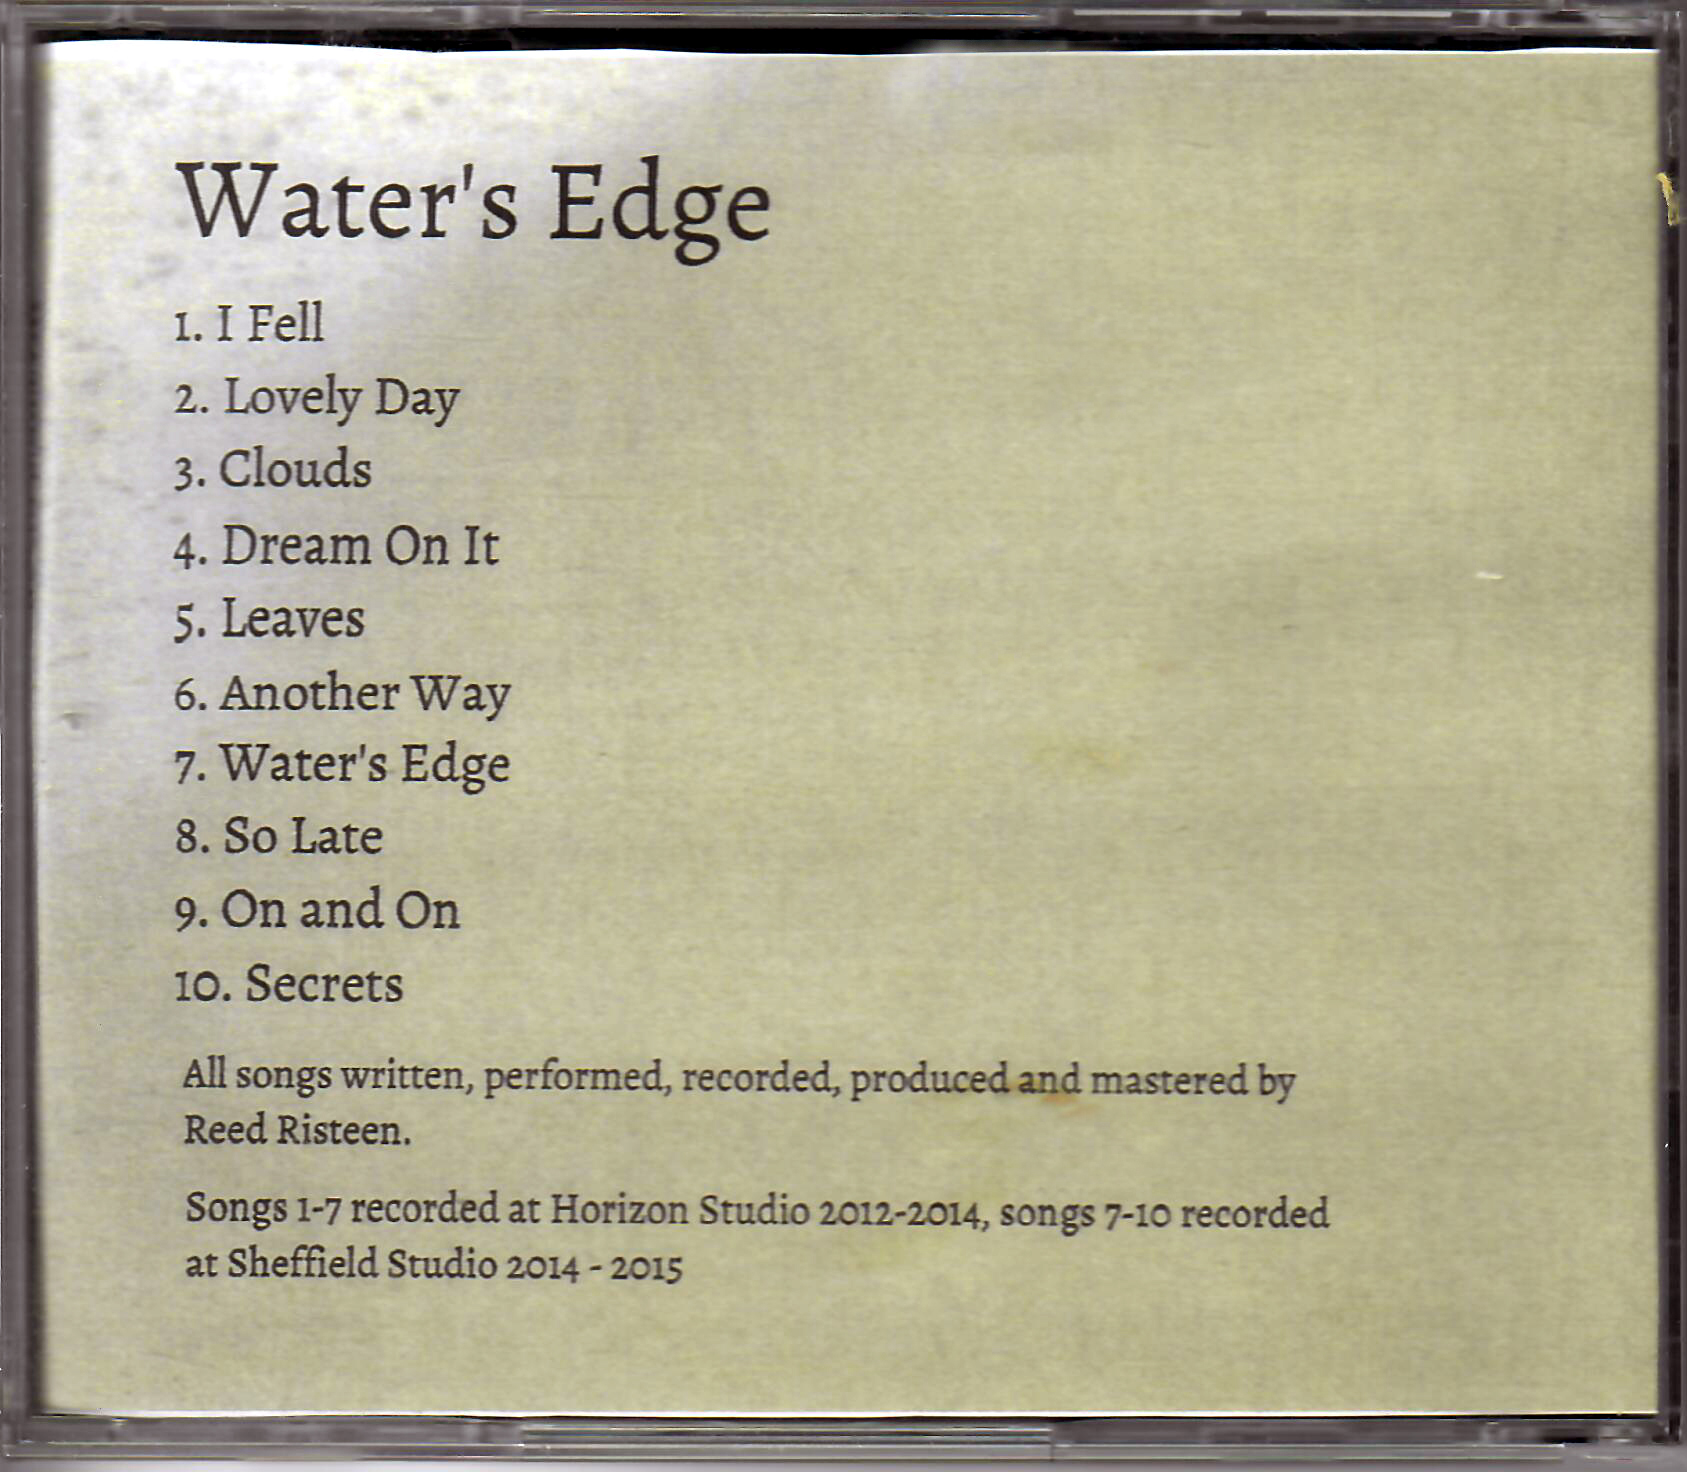 Water's Edge
1. I Fell
2. Lovely Day
3. Clouds
4. Dream On It
5. Leaves
6. Another Way
7. Water's Edge
8. So Late
9. On and On
10. Secrets
All songs written, performed, recorded, produced and mastered by
Reed Risteen.
Songs 1-7 recorded at Horizon Studio 2012-2014, songs 7-10 recorded
at Sheffield Studio 2014 - 2015